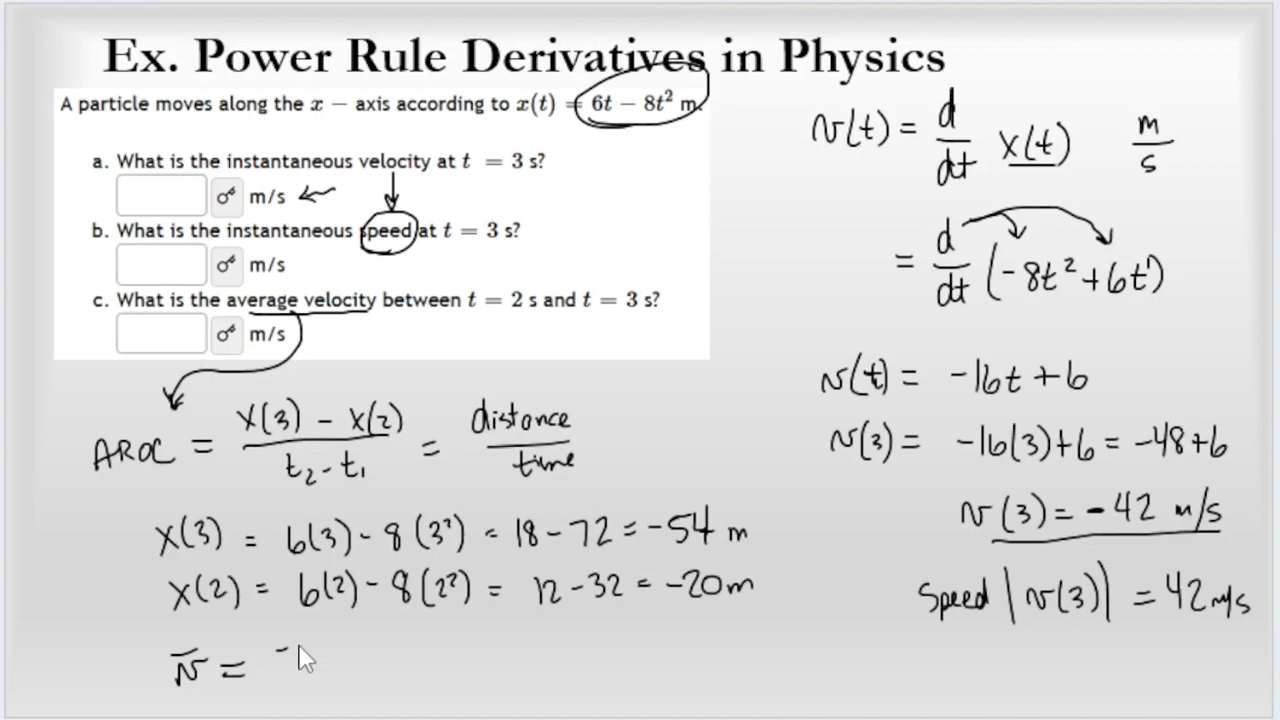 Ex. Power Rule Derivatives in Physics
A particle moves along the x − axis according to x(t) = 6t − 8t² m.
a. What is the instantaneous velocity at t = 3 s?
m/s
b. What is the instantaneous speed at t = 3 s?
m/s
c. What is the average velocity between t = 2 s and t = 3 s?
m/s
AROC = (x(3) - x(2))/(t₂ - t₁) = distance/time
x(3) = 6(3) - 8(3²) = 18 - 72 = -54 m
x(2) = 6(2) - 8(2²) = 12 - 32 = -20m
v̄ = -
v(t) = d/dt x(t) m/s
= d/dt (-8t² + 6t¹)
v(t) = -16t + 6
v(3) = -16(3) + 6 = -48 + 6
v(3) = -42 m/s
Speed |v(3)| = 42 m/s